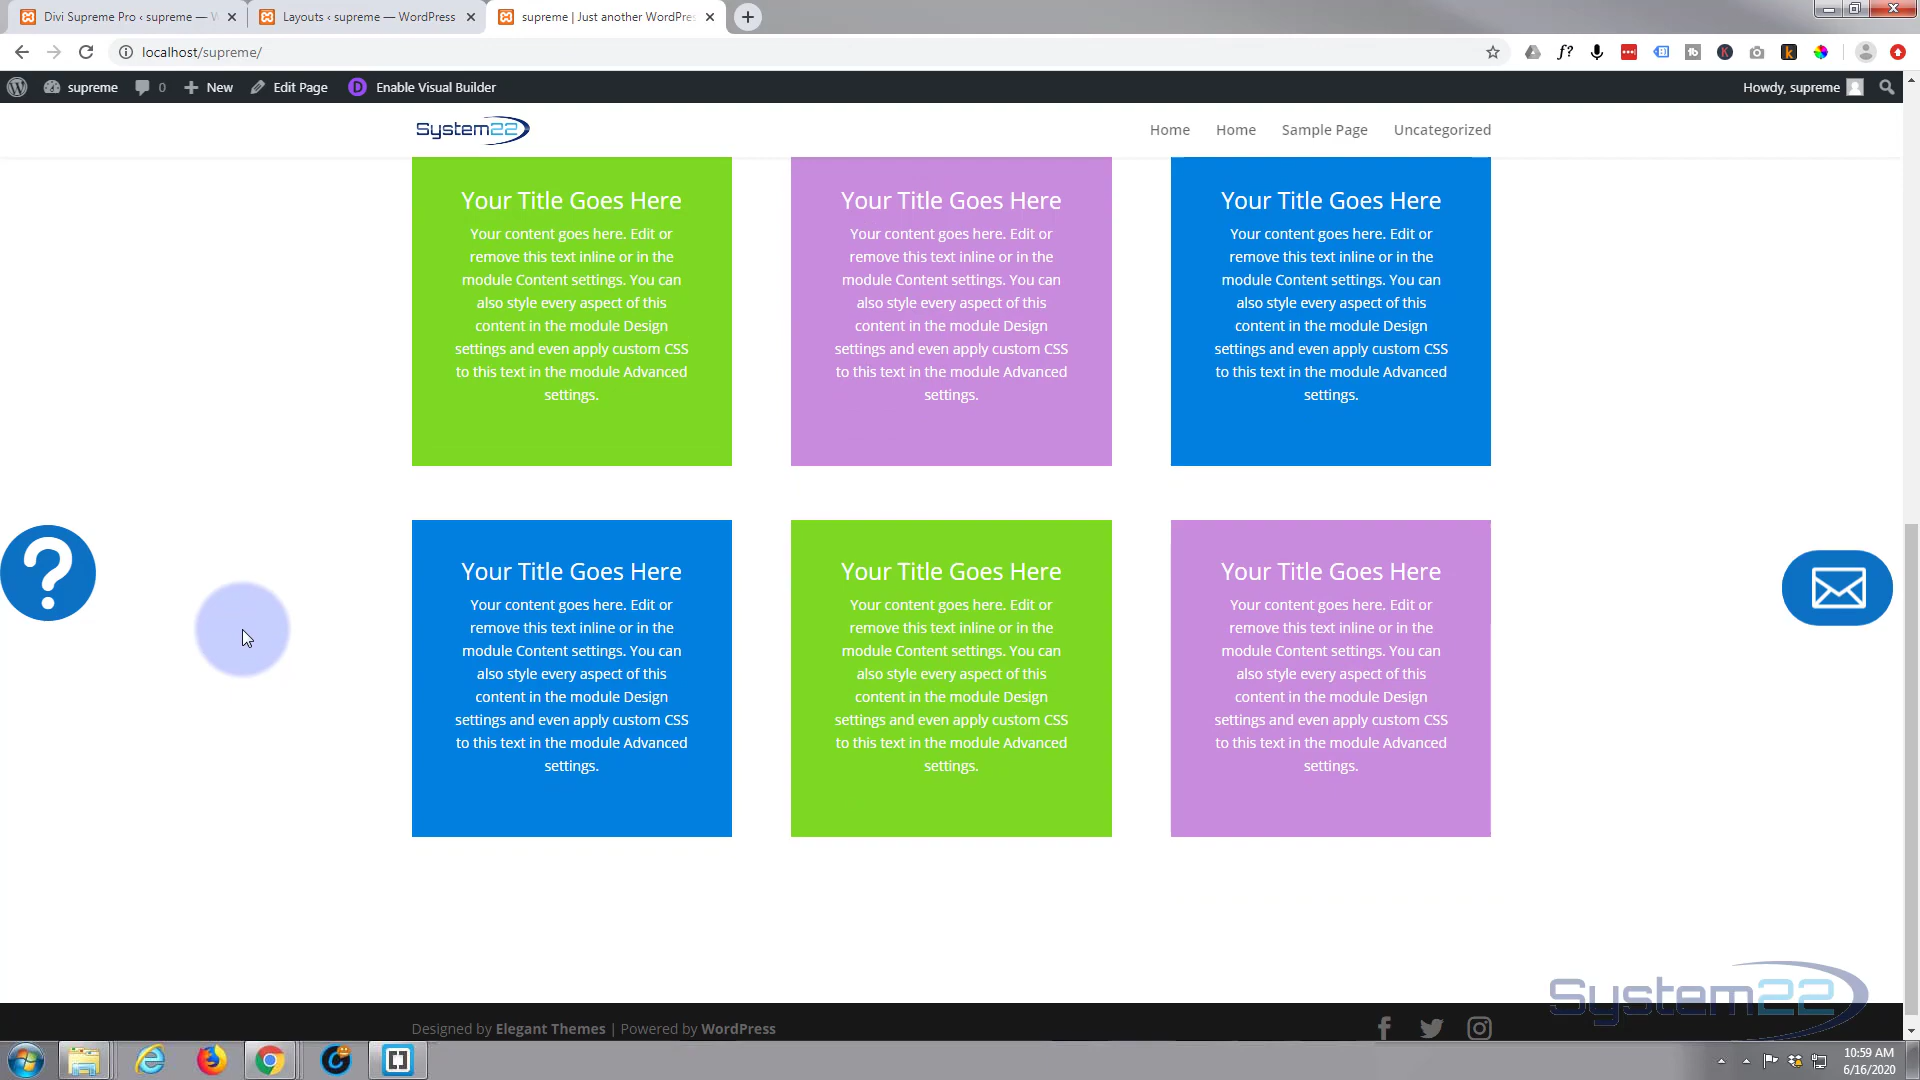 Divi Supreme Pro ‹ supreme — W
Layouts ‹ supreme — WordPress
supreme | Just another WordPres
localhost/supreme/
supreme
0
New
Edit Page
D
Enable Visual Builder
Howdy, supreme
System22
Home
Home
Sample Page
Uncategorized
Your Title Goes Here
Your content goes here. Edit or
remove this text inline or in the
module Content settings. You can
also style every aspect of this
content in the module Design
settings and even apply custom CSS
to this text in the module Advanced
settings.
Your Title Goes Here
Your content goes here. Edit or
remove this text inline or in the
module Content settings. You can
also style every aspect of this
content in the module Design
settings and even apply custom CSS
to this text in the module Advanced
settings.
Your Title Goes Here
Your content goes here. Edit or
remove this text inline or in the
module Content settings. You can
also style every aspect of this
content in the module Design
settings and even apply custom CSS
to this text in the module Advanced
settings.
?
Your Title Goes Here
Your content goes here. Edit or
remove this text inline or in the
module Content settings. You can
also style every aspect of this
content in the module Design
settings and even apply custom CSS
to this text in the module Advanced
settings.
Your Title Goes Here
Your content goes here. Edit or
remove this text inline or in the
module Content settings. You can
also style every aspect of this
content in the module Design
settings and even apply custom CSS
to this text in the module Advanced
settings.
Your Title Goes Here
Your content goes here. Edit or
remove this text inline or in the
module Content settings. You can
also style every aspect of this
content in the module Design
settings and even apply custom CSS
to this text in the module Advanced
settings.
System22
Designed by Elegant Themes | Powered by WordPress
10:59 AM
6/16/2020